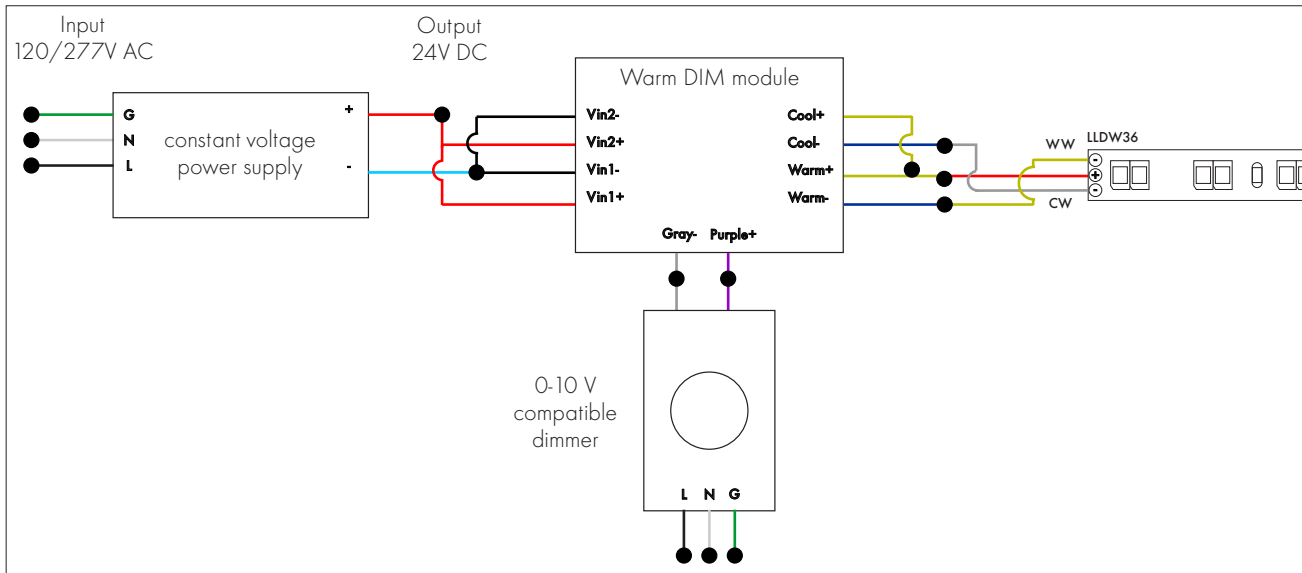 Input
120/277V AC
Output
24V DC
G
N
L
+
-
constant voltage
power supply
Warm DIM module
Vin2-
Vin2+
Vin1-
Vin1+
Cool+
Cool-
Warm+
Warm-
Gray-
Purple+
WW
LLDW36
-
+
-
CW
0-10 V
compatible
dimmer
L N G